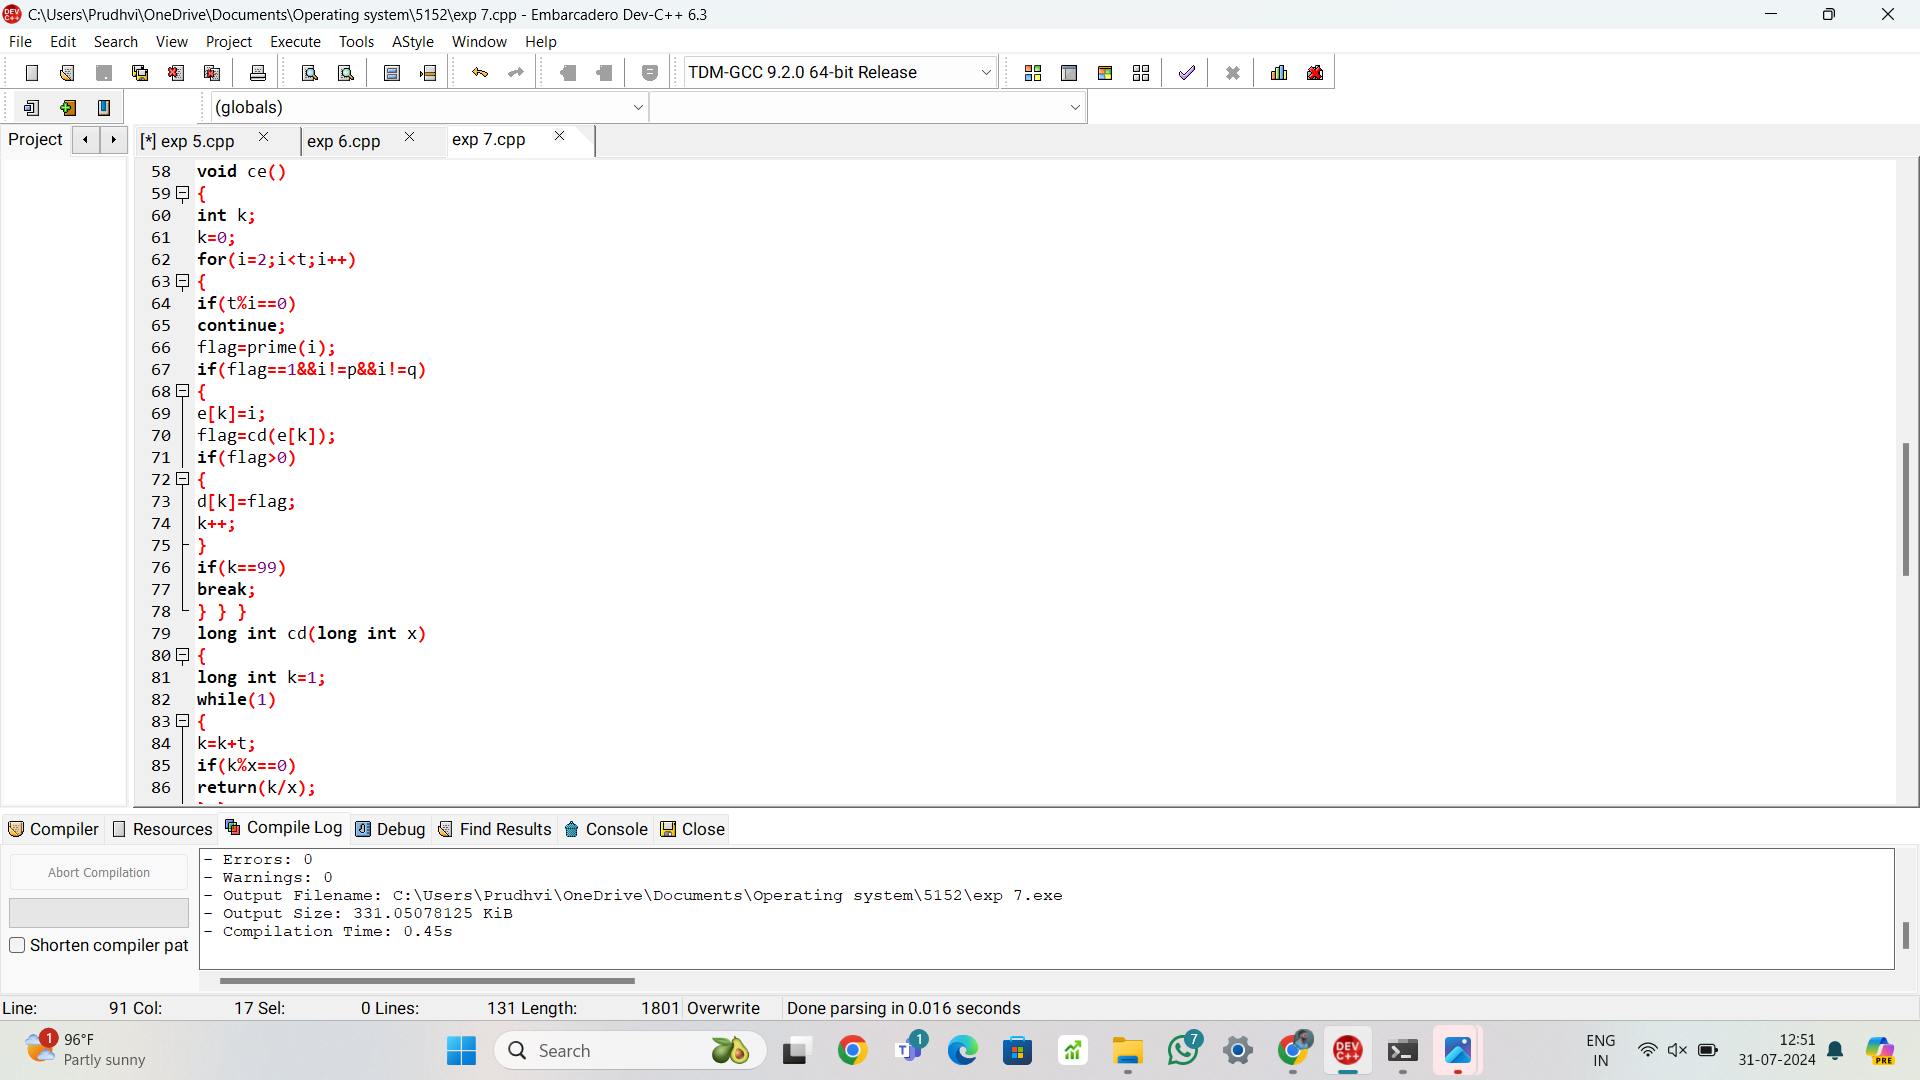 C:\Users\Prudhvi\OneDrive\Documents\Operating system\5152\exp 7.cpp - Embarcadero Dev-C++ 6.3
File Edit Search View Project Execute Tools AStyle Window Help
TDM-GCC 9.2.0 64-bit Release
(globals)
Project [*] exp 5.cpp exp 6.cpp exp 7.cpp
58 void ce()
59 {
60 int k;
61 k=0;
62 for(i=2;i<t;i++)
63 {
64 if(t%i==0)
65 continue;
66 flag=prime(i);
67 if(flag==1&&i!=p&&i!=q)
68 {
69 e[k]=i;
70 flag=cd(e[k]);
71 if(flag>0)
72 {
73 d[k]=flag;
74 k++;
75 }
76 if(k==99)
77 break;
78 } } }
79 long int cd(long int x)
80 {
81 long int k=1;
82 while(1)
83 {
84 k=k+t;
85 if(k%x==0)
86 return(k/x);
Compiler Resources Compile Log Debug Find Results Console Close
Abort Compilation
Shorten compiler pat
- Errors: 0
- Warnings: 0
- Output Filename: C:\Users\Prudhvi\OneDrive\Documents\Operating system\5152\exp 7.exe
- Output Size: 331.05078125 KiB
- Compilation Time: 0.45s
Line: 91 Col: 17 Sel: 0 Lines: 131 Length: 1801 Overwrite Done parsing in 0.016 seconds
1 96°F
Partly sunny
Search
1
7
DEV C++
ENG
IN
12:51
31-07-2024
PRE